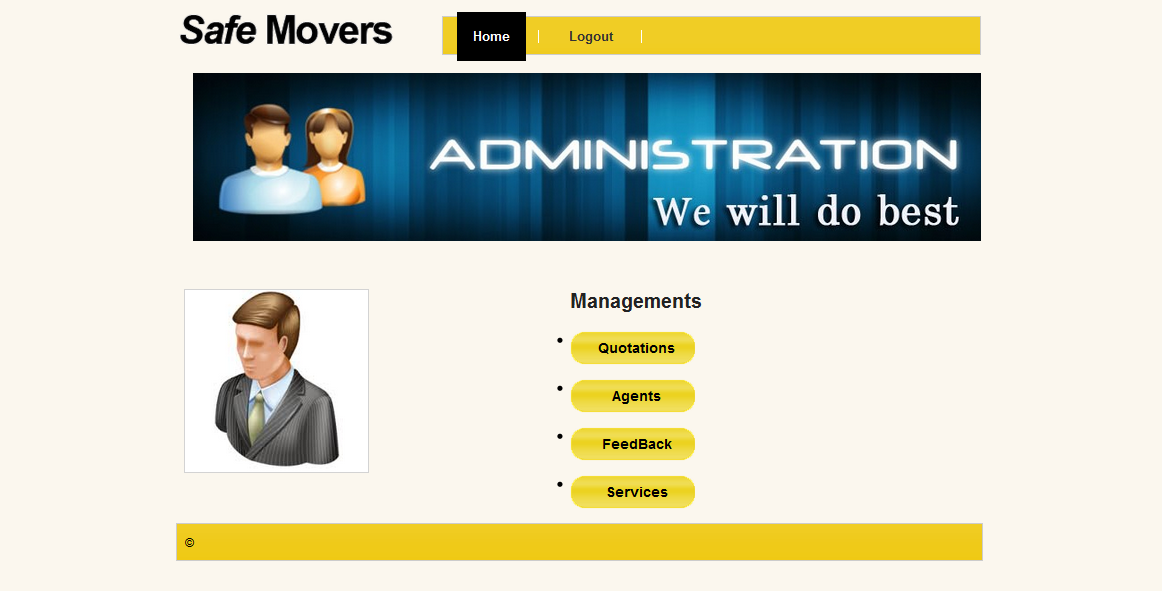 Safe Movers
Home
Logout
ADMINISTRATION
We will do best
Managements
Quotations
Agents
FeedBack
Services
©